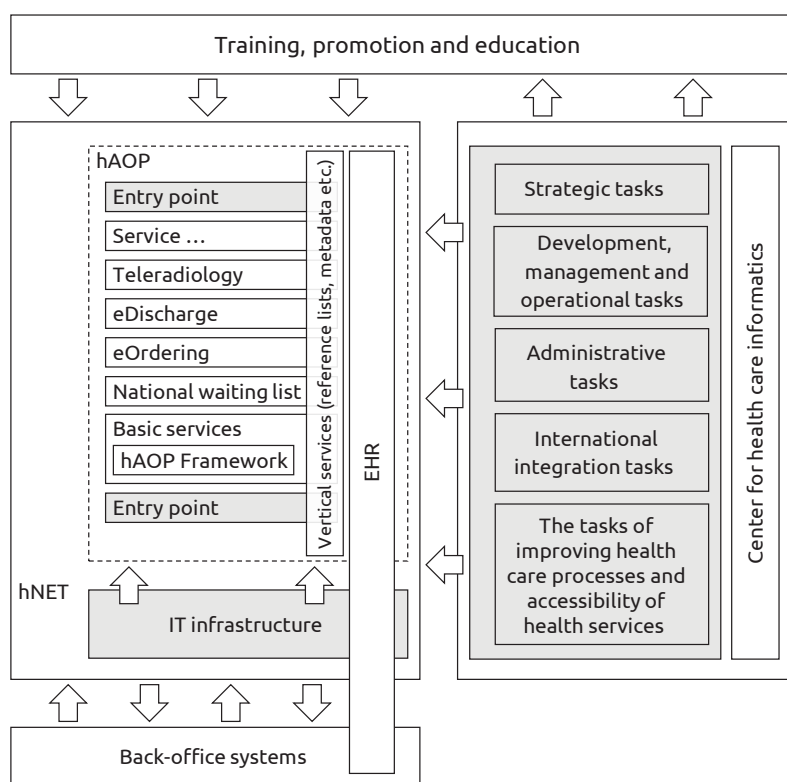 Training, promotion and education
hAOP
Entry point
Service …
Teleradiology
eDischarge
eOrdering
National waiting list
Basic services
hAOP Framework
Entry point
Vertical services (reference lists, metadata etc.)
EHR
hNET
IT infrastructure
Back-office systems
Strategic tasks
Development,
management and
operational tasks
Administrative
tasks
International
integration tasks
The tasks of
improving health
care processes and
accessibility of
health services
Center for health care informatics